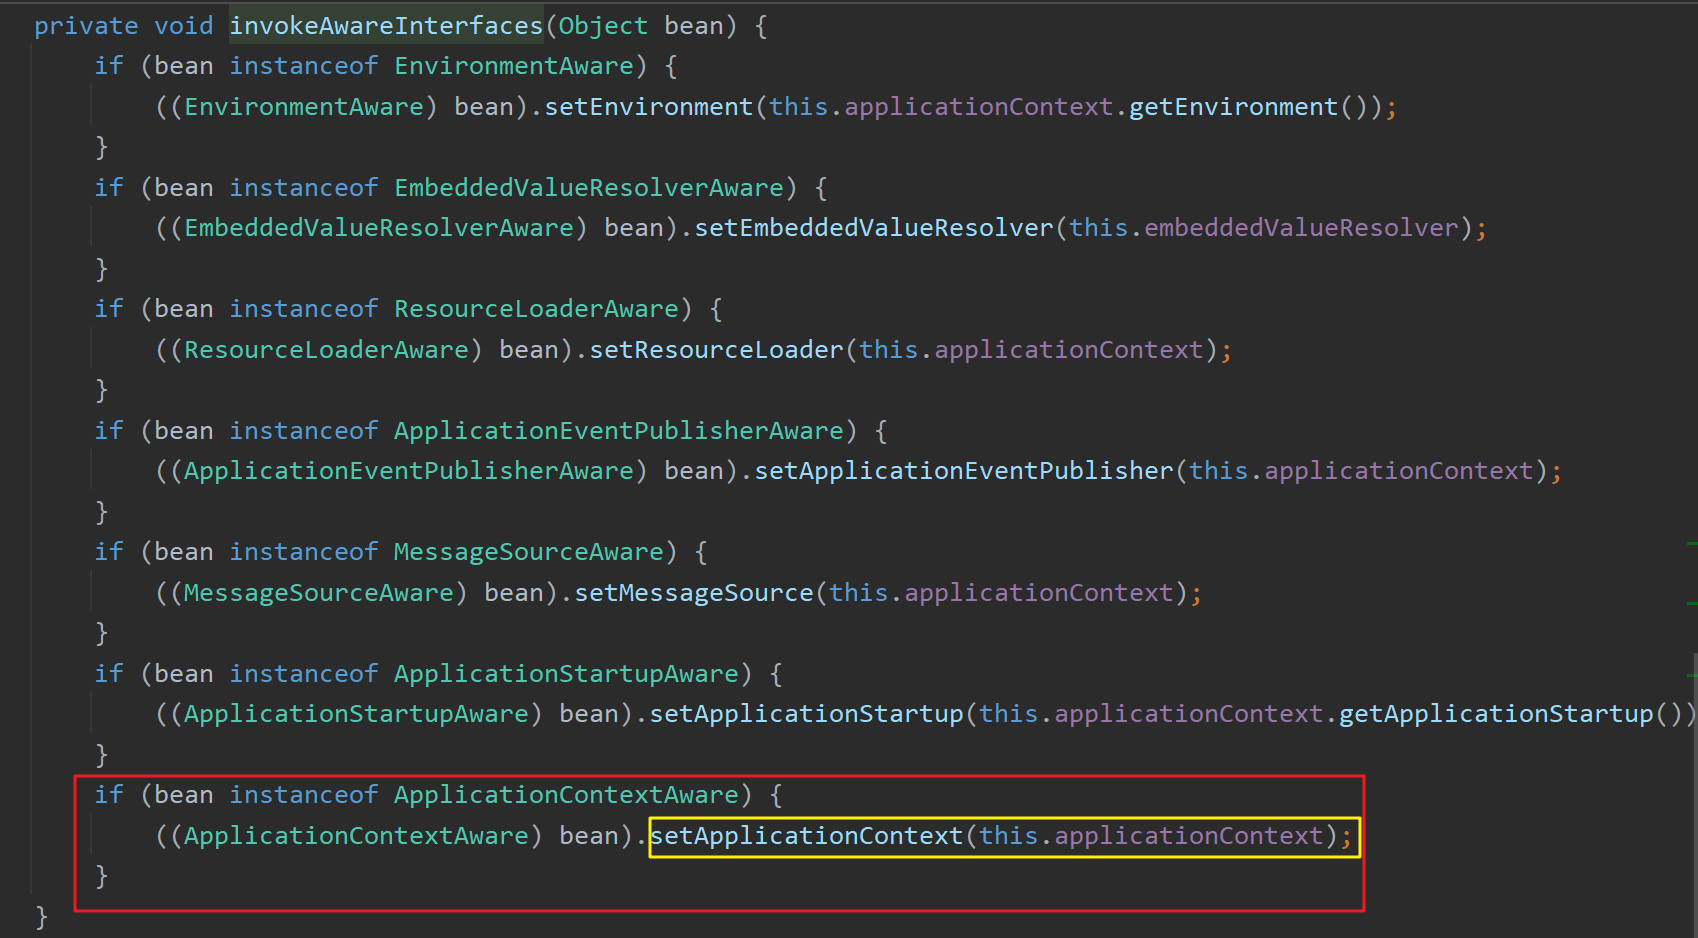 private void invokeAwareInterfaces(Object bean) {
    if (bean instanceof EnvironmentAware) {
        ((EnvironmentAware) bean).setEnvironment(this.applicationContext.getEnvironment());
    }
    if (bean instanceof EmbeddedValueResolverAware) {
        ((EmbeddedValueResolverAware) bean).setEmbeddedValueResolver(this.embeddedValueResolver);
    }
    if (bean instanceof ResourceLoaderAware) {
        ((ResourceLoaderAware) bean).setResourceLoader(this.applicationContext);
    }
    if (bean instanceof ApplicationEventPublisherAware) {
        ((ApplicationEventPublisherAware) bean).setApplicationEventPublisher(this.applicationContext);
    }
    if (bean instanceof MessageSourceAware) {
        ((MessageSourceAware) bean).setMessageSource(this.applicationContext);
    }
    if (bean instanceof ApplicationStartupAware) {
        ((ApplicationStartupAware) bean).setApplicationStartup(this.applicationContext.getApplicationStartup())
    }
    if (bean instanceof ApplicationContextAware) {
        ((ApplicationContextAware) bean).setApplicationContext(this.applicationContext);
    }
}